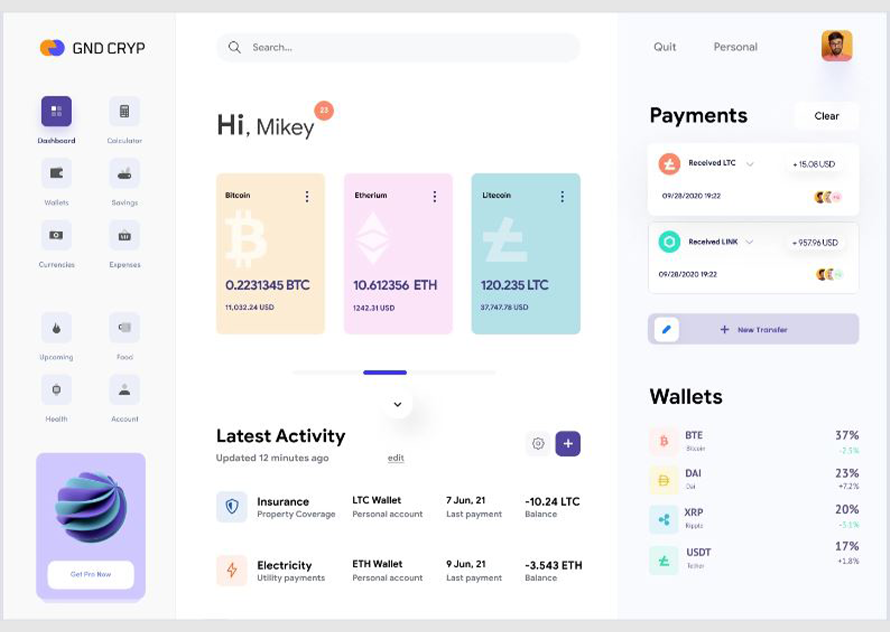 GND CRYP
Dashboard
Calculator
Wallets
Savings
Currencies
Expenses
Upcoming
Food
Health
Account
Get Pro Now
Search...
Hi, Mikey
23
Bitcoin
0.2231345 BTC
11,032.24 USD
Etherium
10.612356 ETH
1242.31 USD
Litecoin
120.235 LTC
37,747.78 USD
Latest Activity
Updated 12 minutes ago
edit
Insurance LTC Wallet 7 Jun, 21 -10.24 LTC
Property Coverage Personal account Last payment Balance
Electricity ETH Wallet 9 Jun, 21 -3.543 ETH
Utility payments Personal account Last payment Balance
Quit Personal
Payments Clear
Received LTC + 15.08 USD
09/28/2020 19:22
Received LINK + 957.96 USD
09/28/2020 19:22
+ New Transfer
Wallets
BTE 37%
Bitcoin -2.5%
DAI 23%
Dai +7.2%
XRP 20%
Ripple
USDT 17%
Tether +1.8%